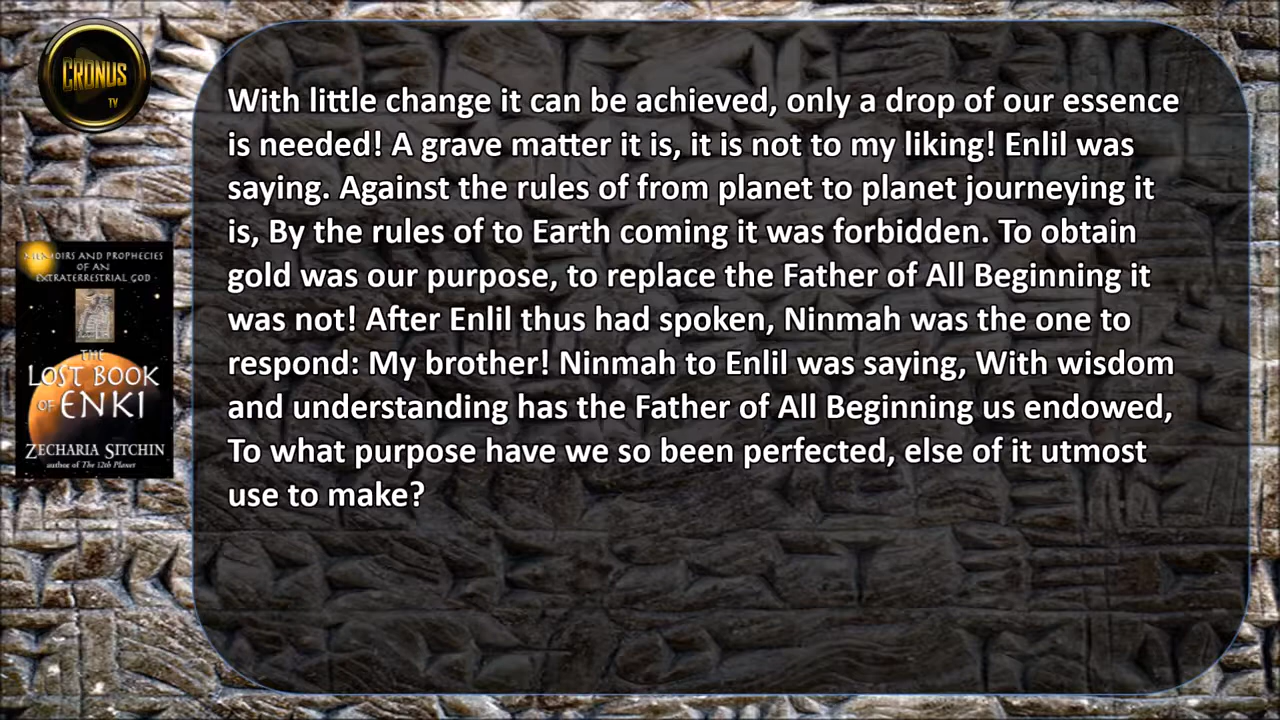 CRONUS
TV
With little change it can be achieved, only a drop of our essence
is needed! A grave matter it is, it is not to my liking! Enlil was
saying. Against the rules of from planet to planet journeying it
is, By the rules of to Earth coming it was forbidden. To obtain
gold was our purpose, to replace the Father of All Beginning it
was not! After Enlil thus had spoken, Ninmah was the one to
respond: My brother! Ninmah to Enlil was saying, With wisdom
and understanding has the Father of All Beginning us endowed,
To what purpose have we so been perfected, else of it utmost
use to make?
MEMOIRS AND PROPHECIES
OF AN
EXTRATERRESTRIAL GOD
THE
LOST BOOK
OF ENKI
ZECHARIA SITCHIN
author of The 12th Planet